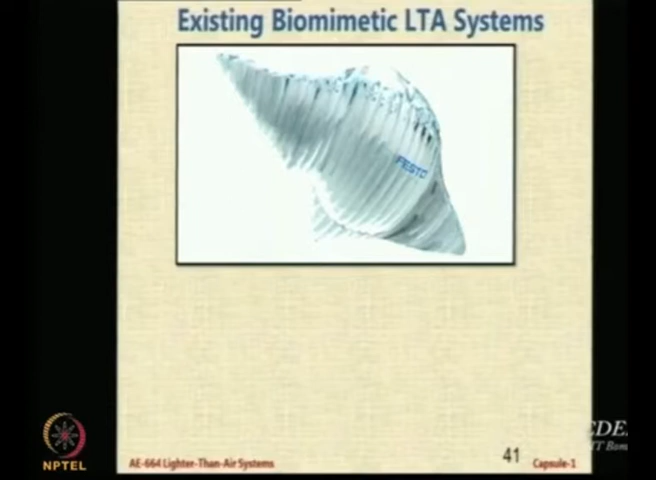 Existing Biomimetic LTA Systems
FESTO
NPTEL
AE-664 Lighter-Than-Air Systems
41
Capsule-1